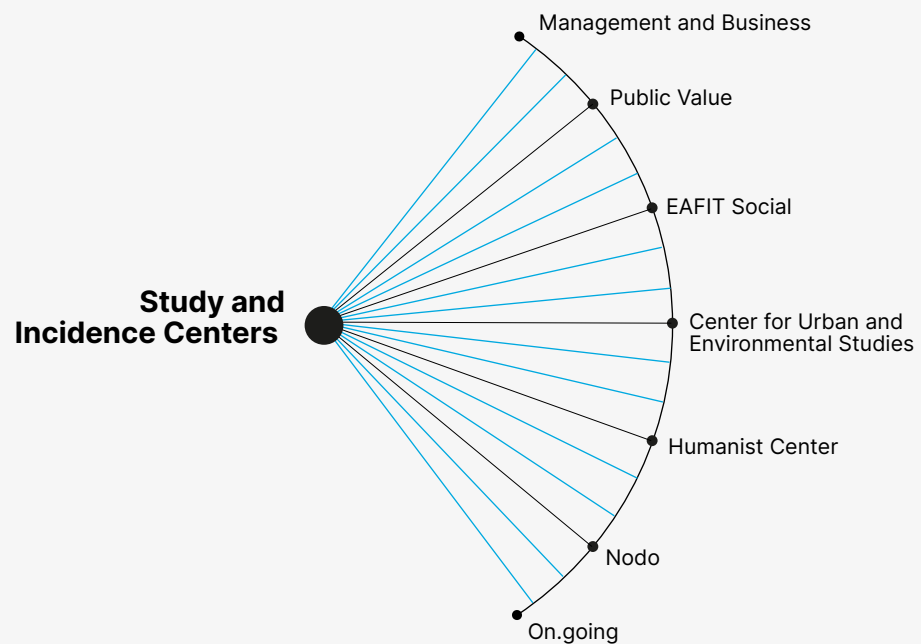 Management and Business
Public Value
EAFIT Social
Study and
Incidence Centers
Center for Urban and
Environmental Studies
Humanist Center
Nodo
On.going